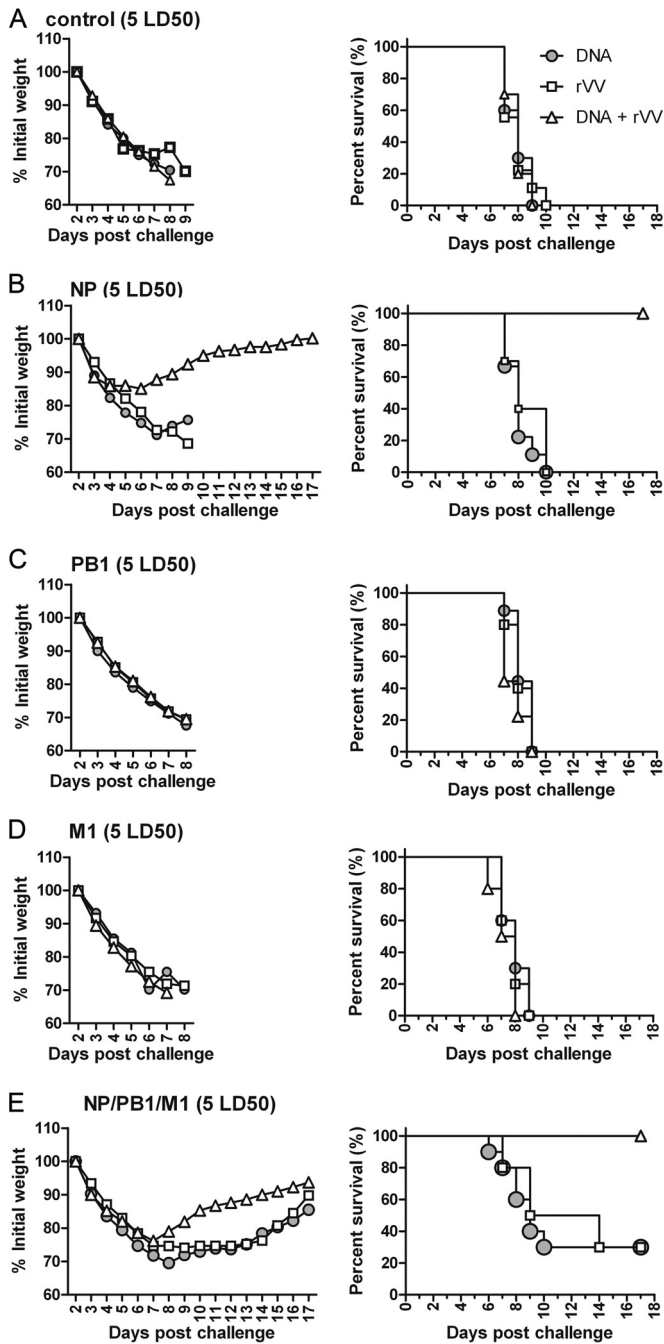 A control (5 LD50)
% Initial weight
110
100
90
80
70
60
2 3 4 5 6 7 8 9
Days post challenge
Percent survival (%)
100
80
60
40
20
0
0 2 4 6 8 10 12 14 16 18
Days post challenge
DNA
rVV
DNA + rVV
B NP (5 LD50)
% Initial weight
110
100
90
80
70
60
2 3 4 5 6 7 8 9 10 11 12 13 14 15 16 17
Days post challenge
Percent survival (%)
100
80
60
40
20
0
0 2 4 6 8 10 12 14 16 18
Days post challenge
C PB1 (5 LD50)
% Initial weight
110
100
90
80
70
60
2 3 4 5 6 7 8
Days post challenge
Percent survival (%)
100
80
60
40
20
0
0 2 4 6 8 10 12 14 16 18
Days post challenge
D M1 (5 LD50)
% Initial weight
110
100
90
80
70
60
2 3 4 5 6 7 8
Days post challenge
Percent survival (%)
100
80
60
40
20
0
0 2 4 6 8 10 12 14 16 18
Days post challenge
E NP/PB1/M1 (5 LD50)
% Initial weight
110
100
90
80
70
60
2 3 4 5 6 7 8 9 10 11 12 13 14 15 16 17
Days post challenge
Percent survival (%)
100
80
60
40
20
0
0 2 4 6 8 10 12 14 16 18
Days post challenge